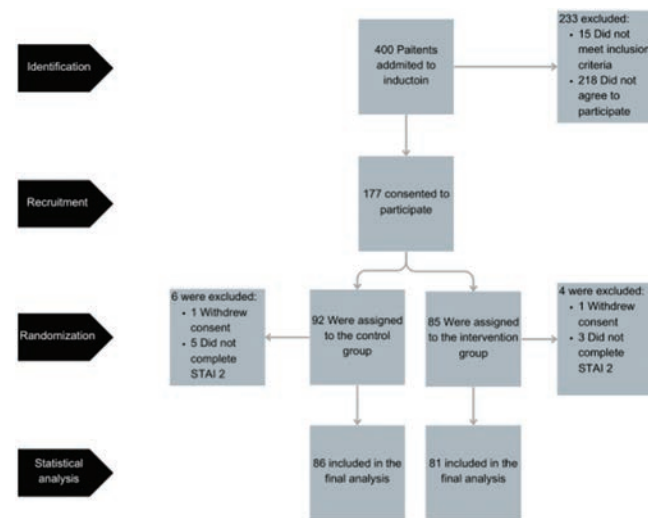 Identification
400 Paitents
addmited to
inductoin
233 excluded:
• 15 Did not
meet inclusion
criteria
• 218 Did not
agree to
participate
Recruitment
177 consented to
participate
Randomization
6 were excluded:
• 1 Withdrew
consent
• 5 Did not
complete
STAI 2
92 Were assigned
to the control
group
85 Were assigned
to the intervention
group
4 were excluded:
• 1 Withdrew
consent
• 3 Did not
complete
STAI 2
Statistical
analysis
86 included in the
final analysis
81 included in the
final analysis